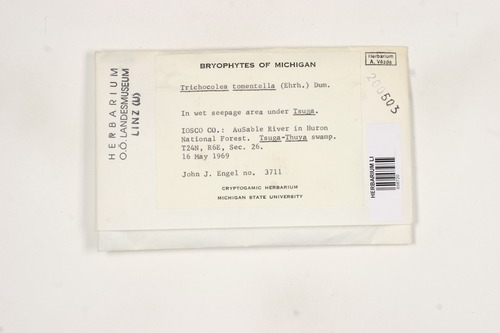 BRYOPHYTES OF MICHIGAN
Herbarium
A. Vězda
Trichocolea tomentella (Ehrh.) Dum.
In wet seepage area under Tsuga.
IOSCO CO.: AuSable River in Huron
National Forest. Tsuga-Thuya swamp.
T24N, R6E, Sec. 26.
16 May 1969
John J. Engel no. 3711
CRYPTOGAMIC HERBARIUM
MICHIGAN STATE UNIVERSITY
HERBARIUM
O.Ö. LANDESMUSEUM
LINZ (LI)
200503
HERBARIUM LI